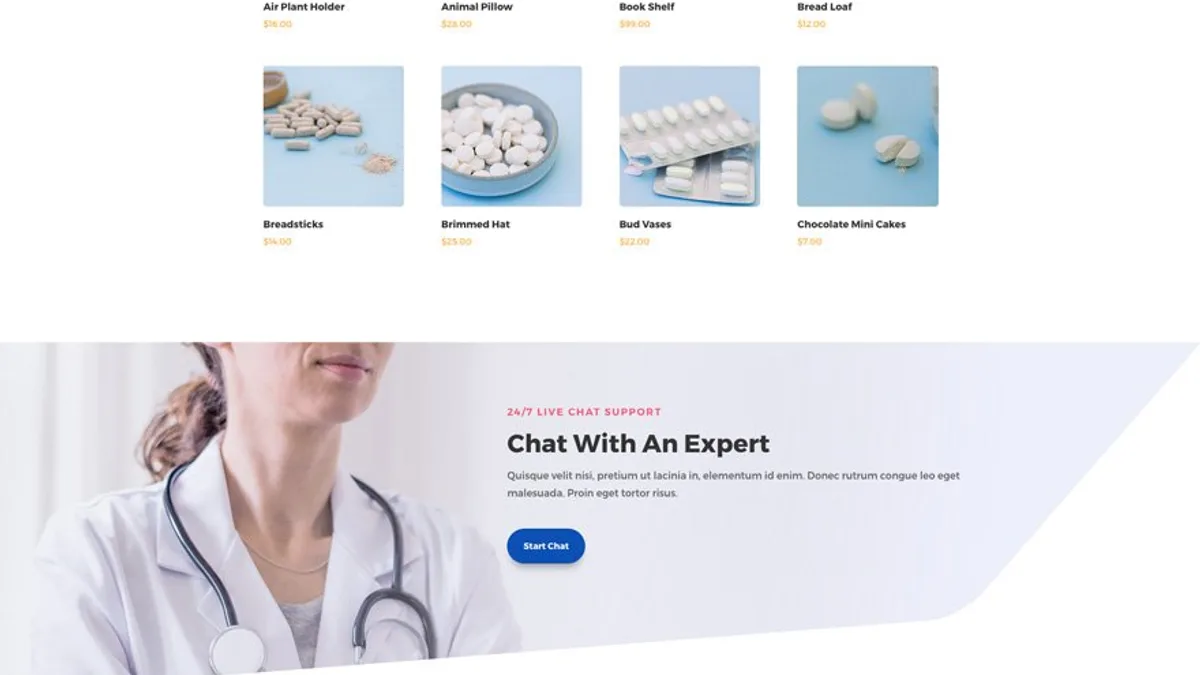 Air Plant Holder
Animal Pillow
Book Shelf
Bread Loaf
$16.00
$28.00
$99.00
$12.00
Breadsticks
Brimmed Hat
Bud Vases
Chocolate Mini Cakes
$14.00
$25.00
$22.00
$7.00
24/7 LIVE CHAT SUPPORT
Chat With An Expert
Quisque velit nisi, pretium ut lacinia in, elementum id enim. Donec rutrum congue leo eget
malesuada. Proin eget tortor risus.
Start Chat